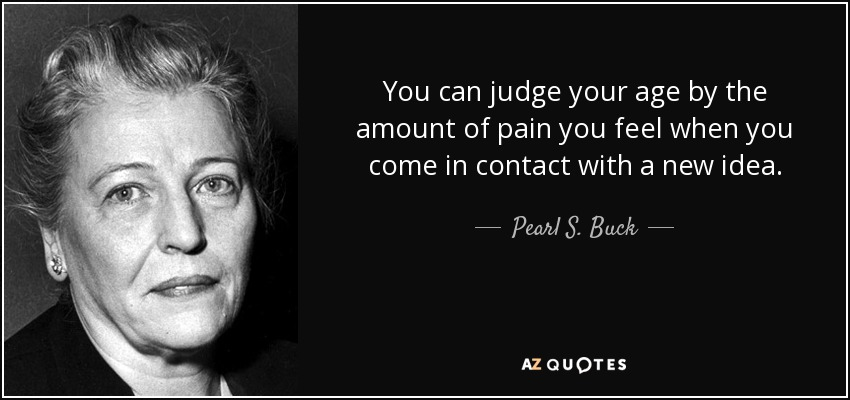 You can judge your age by the
amount of pain you feel when you
come in contact with a new idea.
Pearl S. Buck
AZ QUOTES